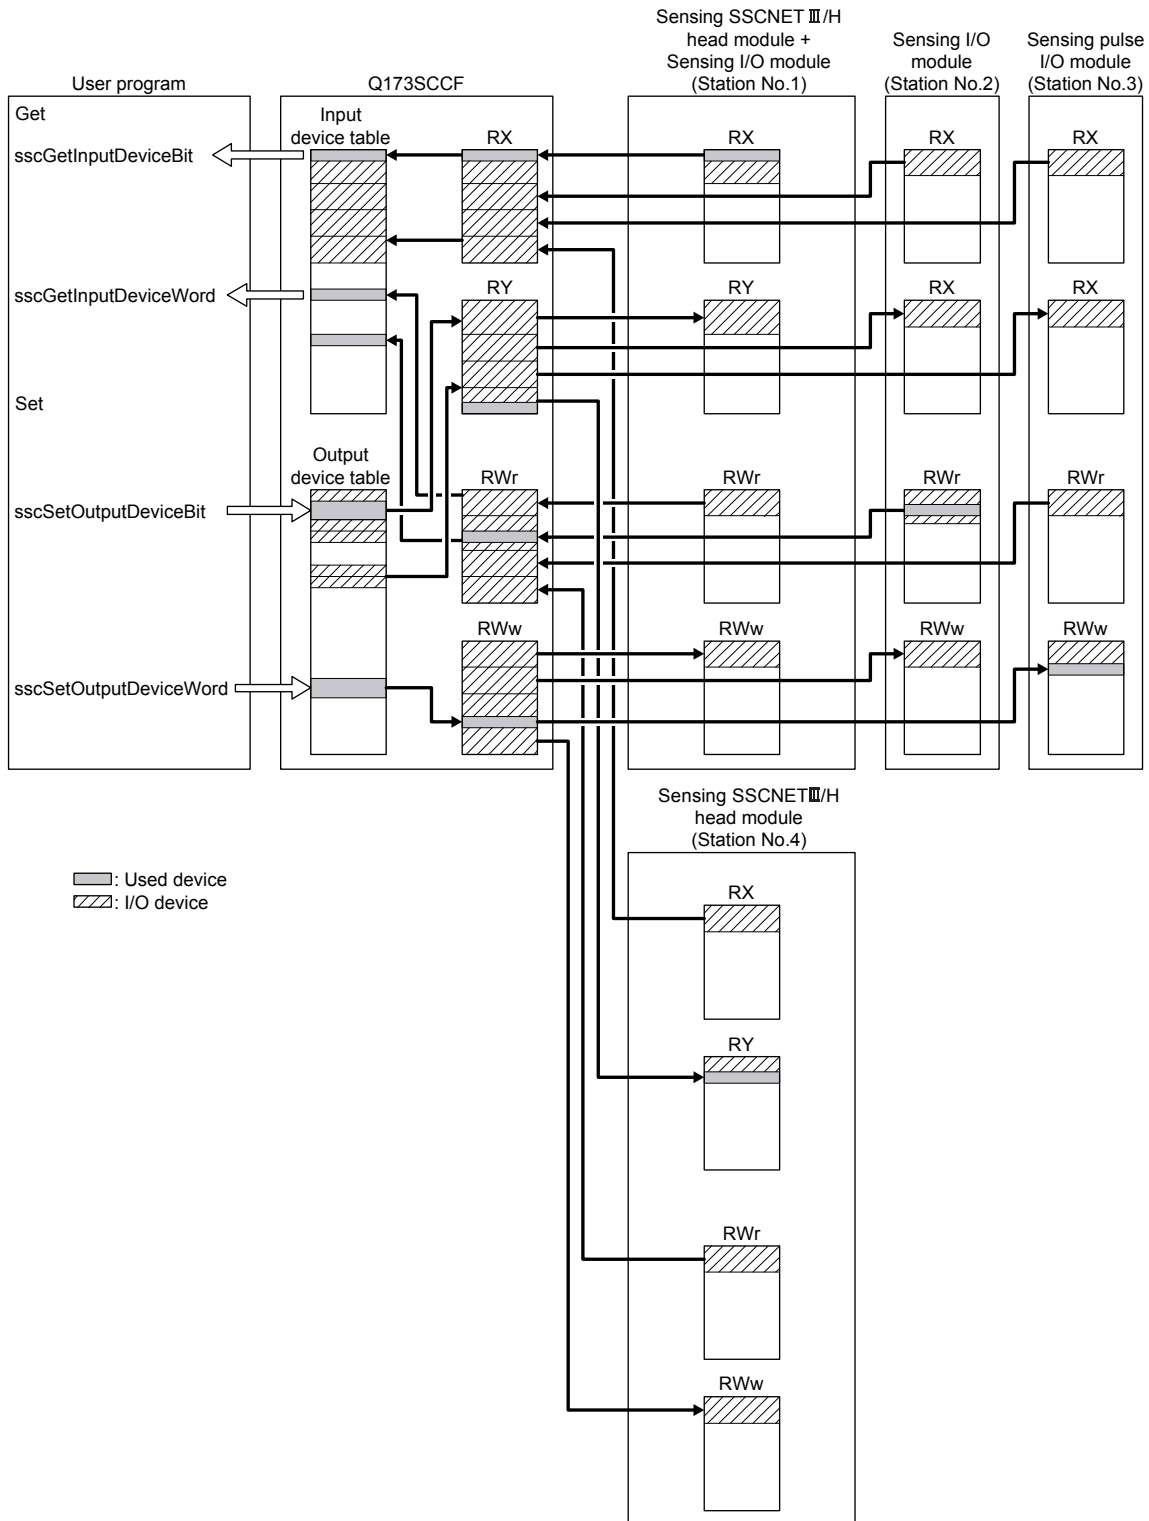 Sensing SSCNET Ⅲ/H
head module +
Sensing I/O module
(Station No.1)
Sensing I/O
module
(Station No.2)
Sensing pulse
I/O module
(Station No.3)
User program
Q173SCCF
Get
Input
device table
RX
RX
RX
RX
sscGetInputDeviceBit
sscGetInputDeviceWord
RY
RY
RX
RX
Set
Output
device table
RWr
RWr
RWr
RWr
sscSetOutputDeviceBit
RWw
RWw
RWw
RWw
sscSetOutputDeviceWord
Sensing SSCNETⅢ/H
head module
(Station No.4)
: Used device
: I/O device
RX
RY
RWr
RWw